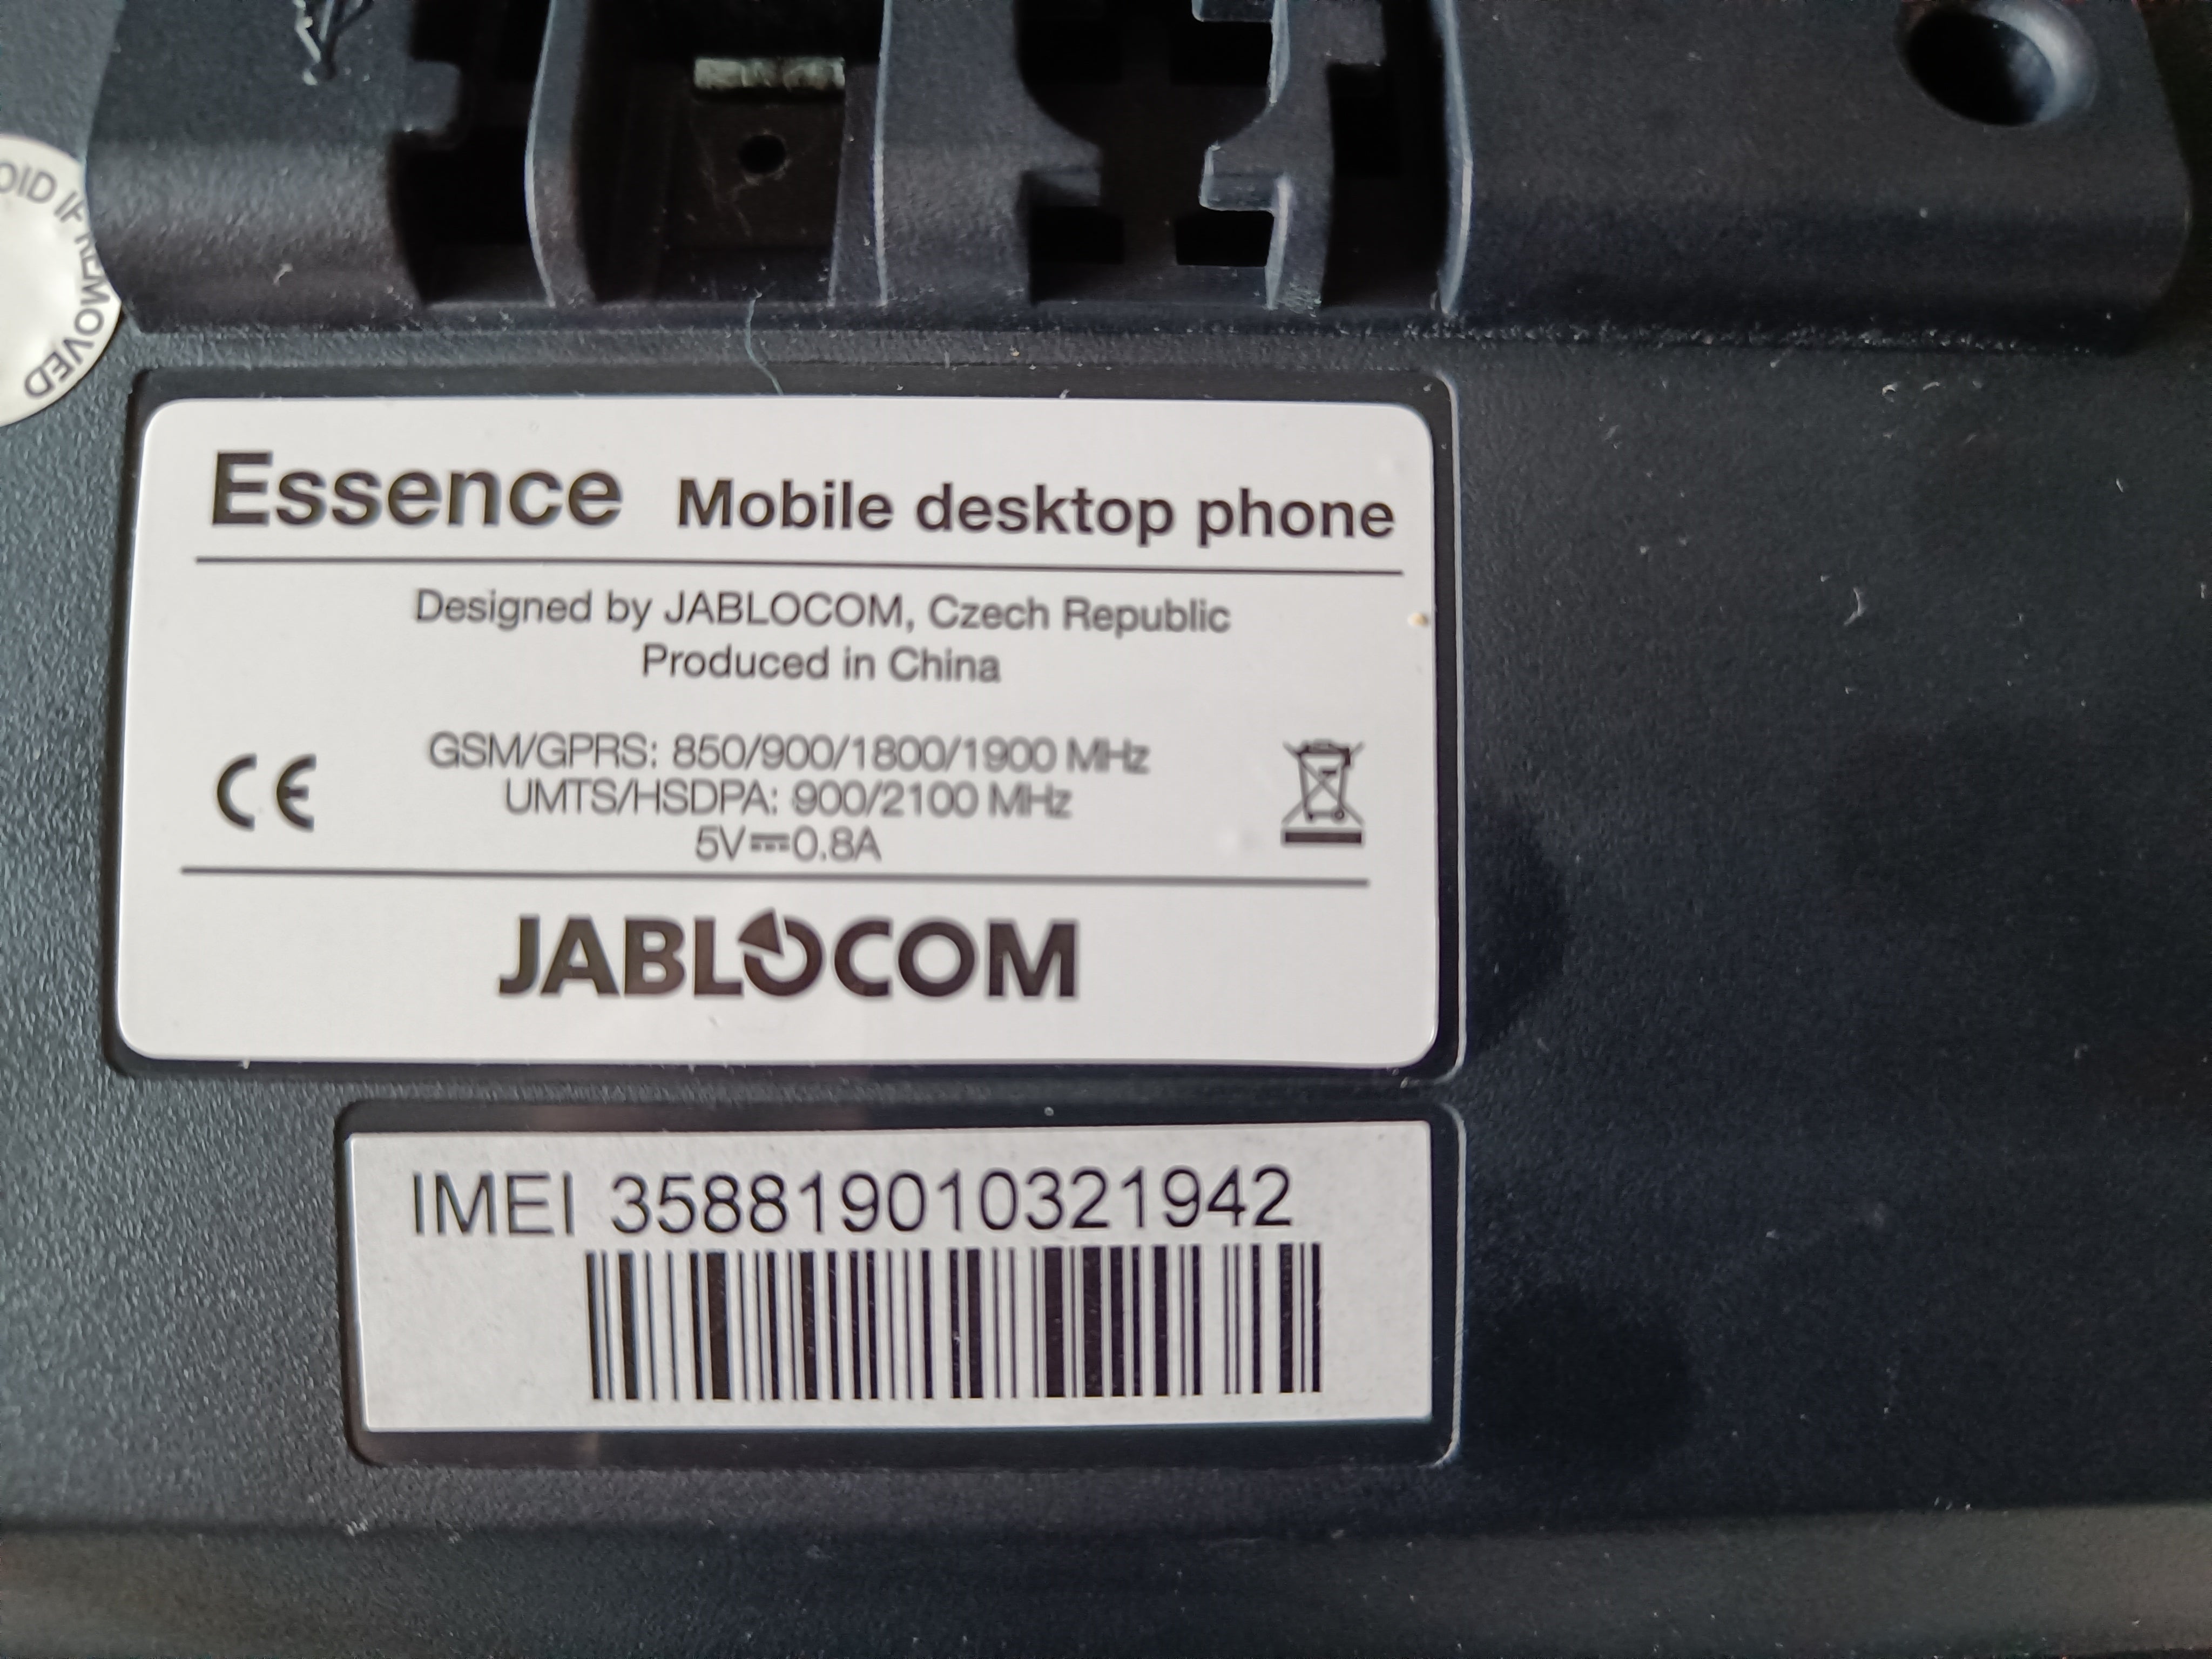 VOID IF REMOVED
Essence Mobile desktop phone
Designed by JABLOCOM, Czech Republic
Produced in China
GSM/GPRS: 850/900/1800/1900 MHz
UMTS/HSDPA: 900/2100 MHz
5V⎓0.8A
CE
JABLOCOM
IMEI 358819010321942